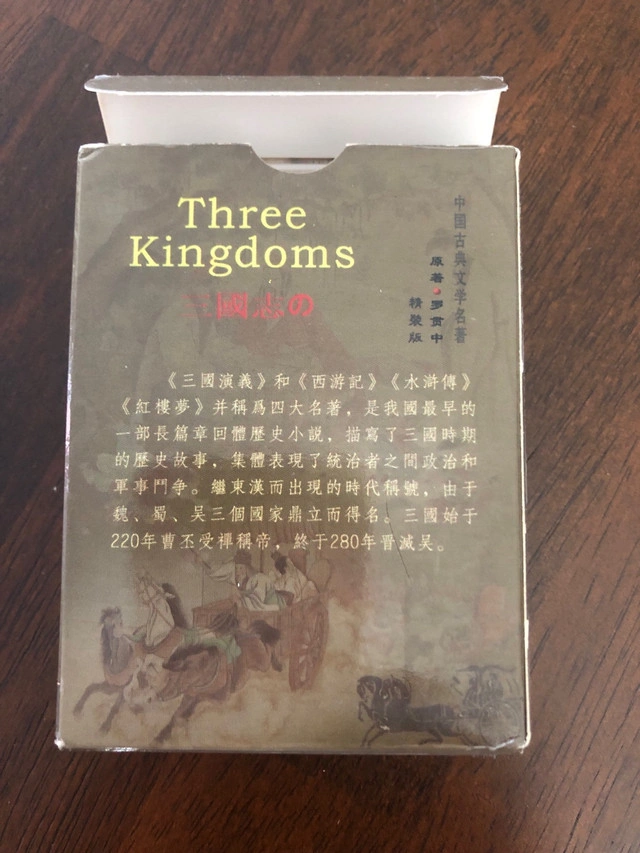 Three
Kingdoms
三國志の
中国古典文学名著
原著·罗贯中
精裝版
《三國演義》和《西游記》《水滸傳》
《紅樓夢》并稱爲四大名著，是我國最早的
一部長篇章回體歷史小説，描寫了三國時期
的歷史故事，集體表現了統治者之間政治和
軍事鬥争。繼東漢而出現的時代稱號，由于
魏、蜀、吴三個國家鼎立而得名。三國始于
220年曹丕受禪稱帝，終于280年晋滅吴。